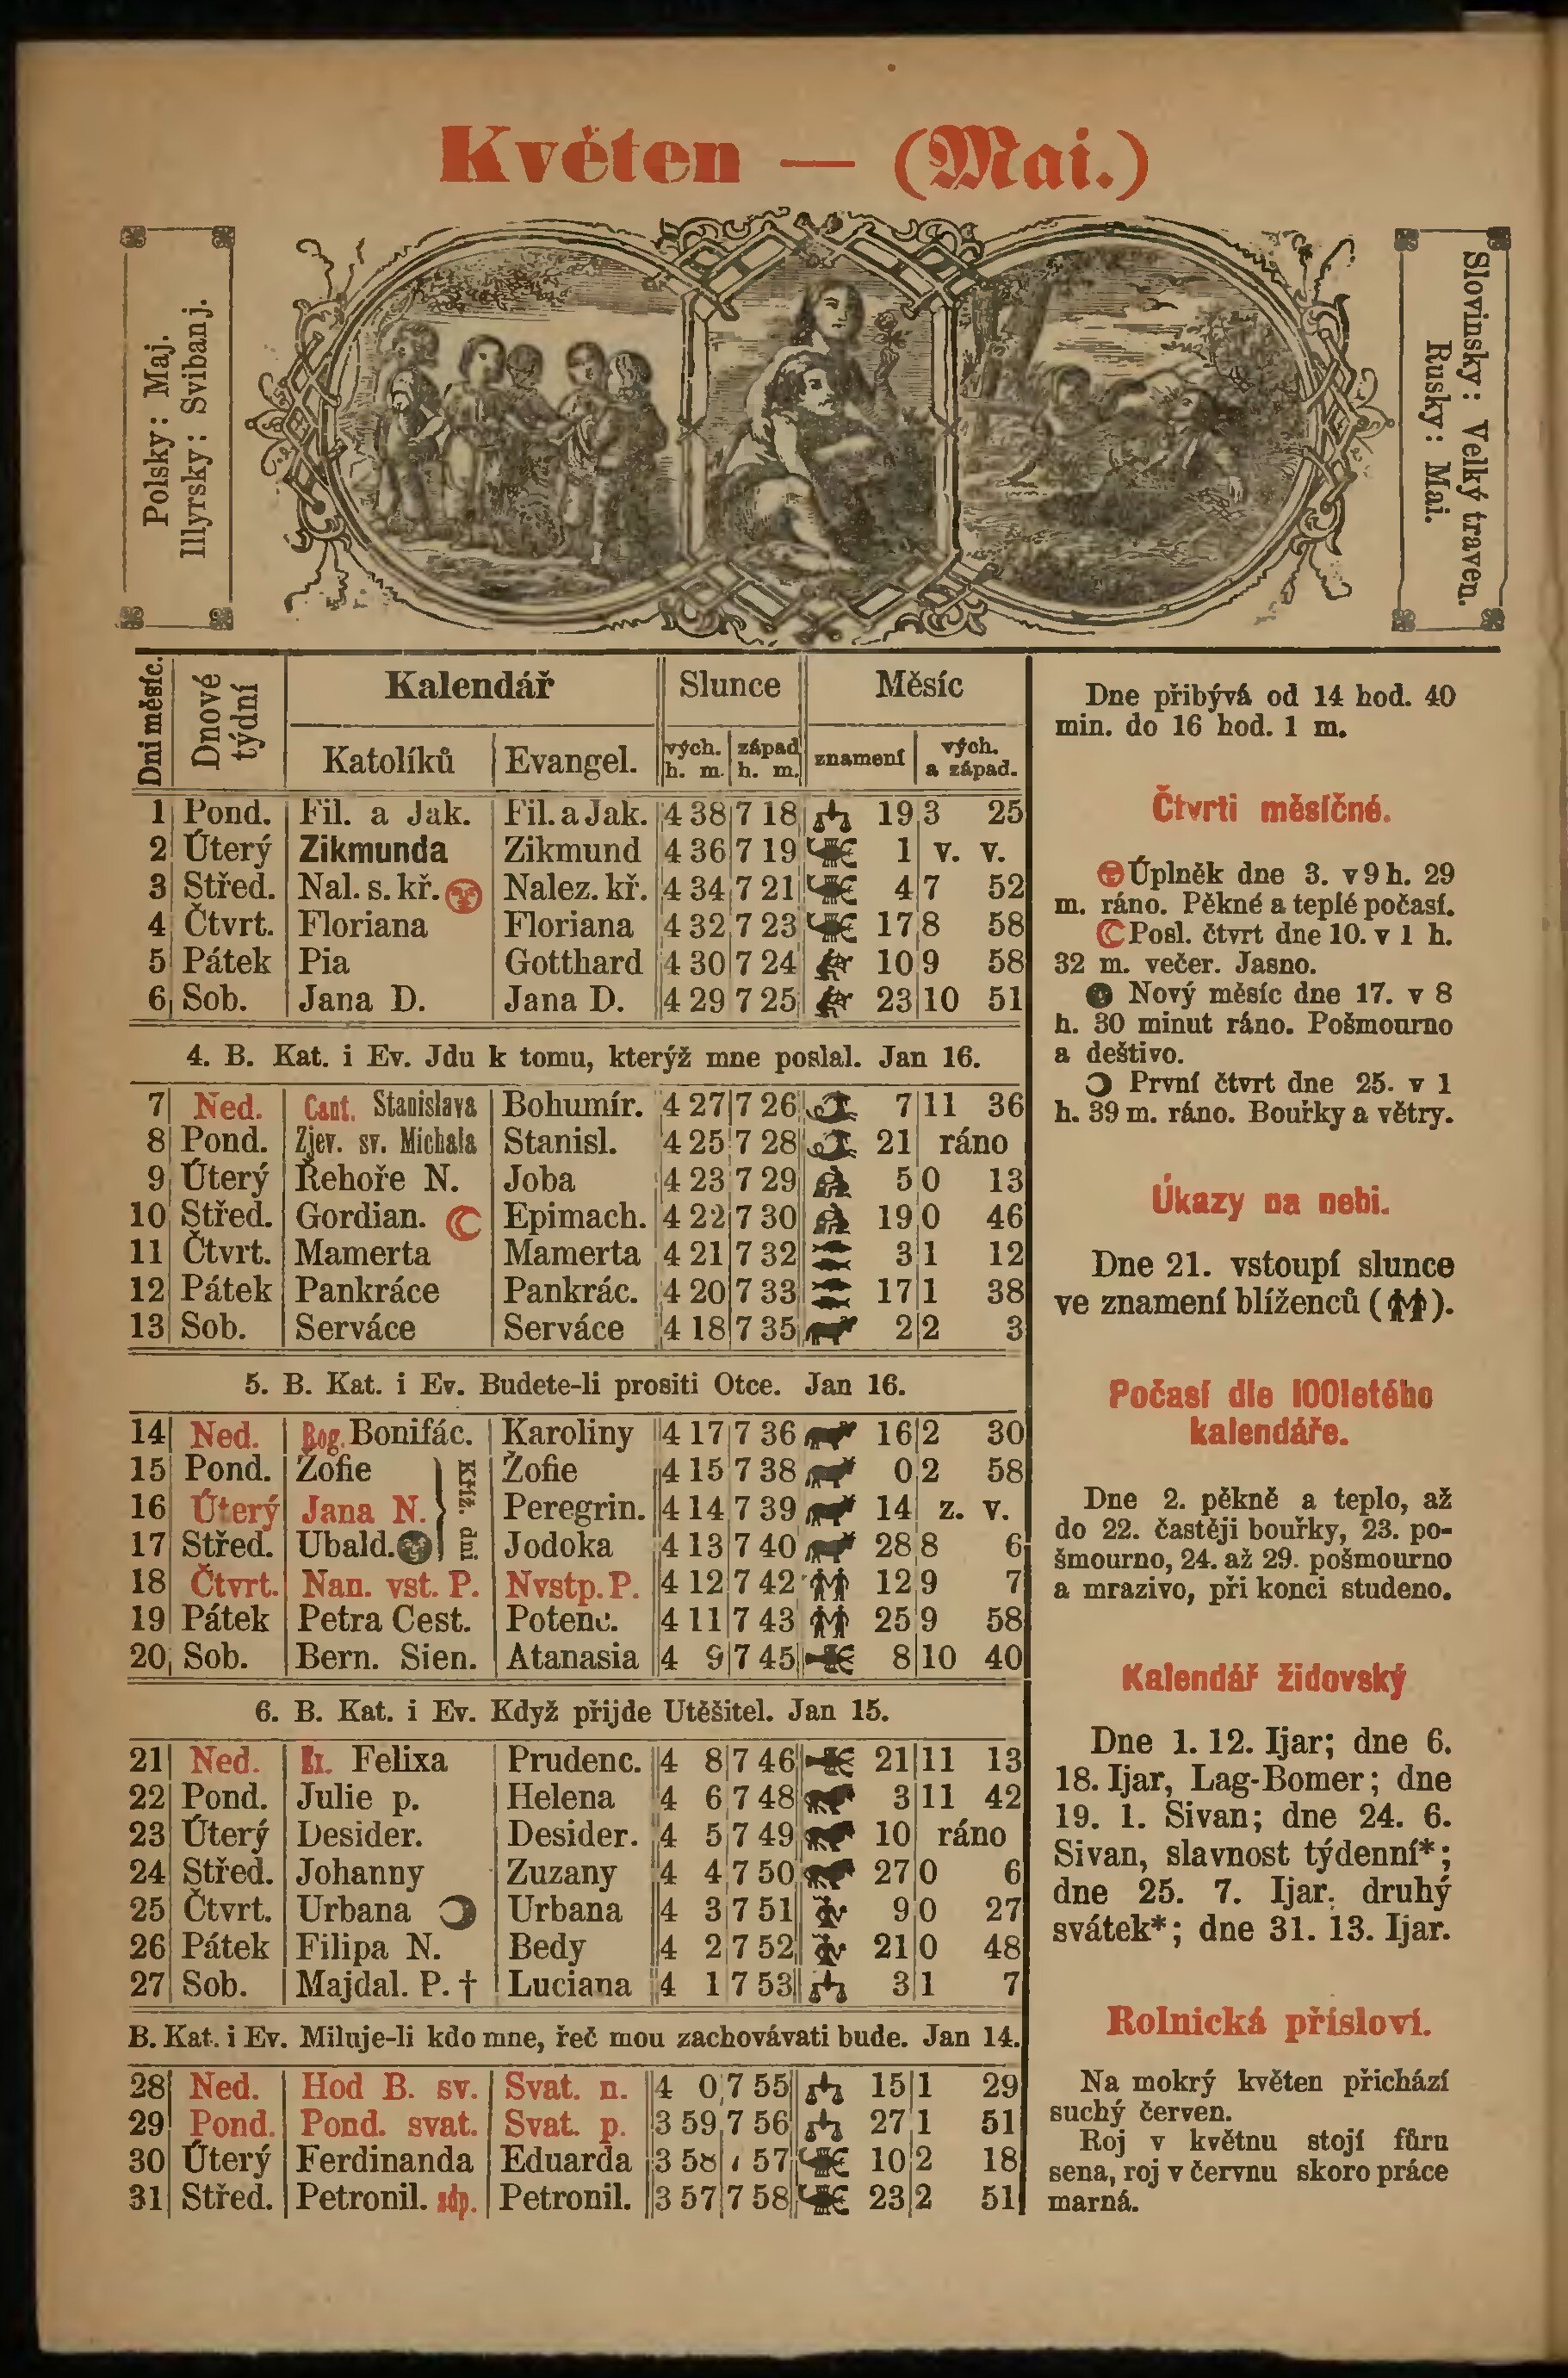 Květen — (Mai.)
Polsky: Maj.
Illyrsky: Svibanj.
Slovinsky: Velký traven.
Rusky: Mai.
Dni měsíc. Dnové týdní Kalendář Slunce Měsíc
Katolíků Evangel. vých. h. m. západ h. m. znamení vých. a západ.
1 Pond. Fil. a Jak. Fil. a Jak. 4 38 7 18 19 3 25
2 Úterý Zikmunda Zikmund 4 36 7 19 1 v. v.
3 Střed. Nal. s. kř. Nalez. kř. 4 34 7 21 4 7 52
4 Čtvrt. Floriana Floriana 4 32 7 23 17 8 58
5 Pátek Pia Gotthard 4 30 7 24 10 9 58
6 Sob. Jana D. Jana D. 4 29 7 25 23 10 51
4. B. Kat. i Ev. Jdu k tomu, kterýž mne poslal. Jan 16.
7 Ned. Cant. Stanislava Bohumír. 4 27 7 26 7 11 36
8 Pond. Zjev. sv. Michala Stanisl. 4 25 7 28 21 ráno
9 Úterý Řehoře N. Joba 4 23 7 29 5 0 13
10 Střed. Gordian. Epimach. 4 22 7 30 19 0 46
11 Čtvrt. Mamerta Mamerta 4 21 7 32 3 1 12
12 Pátek Pankráce Pankrác. 4 20 7 33 17 1 38
13 Sob. Serváce Serváce 4 18 7 35 2 2 3
5. B. Kat. i Ev. Budete-li prositi Otce. Jan 16.
14 Ned. Rog. Bonifác. Karoliny 4 17 7 36 16 2 30
15 Pond. Žofie Žofie 4 15 7 38 0 2 58
16 Úterý Jana N. Peregrin. 4 14 7 39 14 z. v.
17 Střed. Ubald. Jodoka 4 13 7 40 28 8 6
Kříž. dni
18 Čtvrt. Nan. vst. P. Nvstp. P. 4 12 7 42 12 9 7
19 Pátek Petra Cest. Potenc. 4 11 7 43 25 9 58
20 Sob. Bern. Sien. Atanasia 4 9 7 45 8 10 40
6. B. Kat. i Ev. Když přijde Utěšitel. Jan 15.
21 Ned. Ex. Felixa Prudenc. 4 8 7 46 21 11 13
22 Pond. Julie p. Helena 4 6 7 48 3 11 42
23 Úterý Desider. Desider. 4 5 7 49 10 ráno
24 Střed. Johanny Zuzany 4 4 7 50 27 0 6
25 Čtvrt. Urbana Urbana 4 3 7 51 9 0 27
26 Pátek Filipa N. Bedy 4 2 7 52 21 0 48
27 Sob. Majdal. P. † Luciana 4 1 7 53 3 1 7
B. Kat. i Ev. Miluje-li kdo mne, řeč mou zachovávati bude. Jan 14.
28 Ned. Hod B. sv. Svat. n. 4 0 7 55 15 1 29
29 Pond. Pond. svat. Svat. p. 3 59 7 56 27 1 51
30 Úterý Ferdinanda Eduarda 3 58 7 57 10 2 18
31 Střed. Petronil. Petronil. 3 57 7 58 23 2 51
Dne přibývá od 14 hod. 40
min. do 16 hod. 1 m.
Čtvrti měsíčné.
Úplněk dne 3. v 9 h. 29
m. ráno. Pěkné a teplé počasí.
Posl. čtvrt dne 10. v 1 h.
32 m. večer. Jasno.
Nový měsíc dne 17. v 8
h. 30 minut ráno. Pošmourno
a deštivo.
První čtvrt dne 25. v 1
h. 39 m. ráno. Bouřky a větry.
Úkazy na nebi.
Dne 21. vstoupí slunce
ve znamení blíženců ( ).
Počasí dle 100letého
kalendáře.
Dne 2. pěkně a teplo, až
do 22. častěji bouřky, 23. po-
šmourno, 24. až 29. pošmourno
a mrazivo, při konci studeno.
Kalendář židovský
Dne 1. 12. Ijar; dne 6.
18. Ijar, Lag-Bomer; dne
19. 1. Sivan; dne 24. 6.
Sivan, slavnost týdenní*;
dne 25. 7. Ijar. druhý
svátek*; dne 31. 13. Ijar.
Rolnická přísloví.
Na mokrý květen přichází
suchý červen.
Roj v květnu stojí fůru
sena, roj v červnu skoro práce
marná.